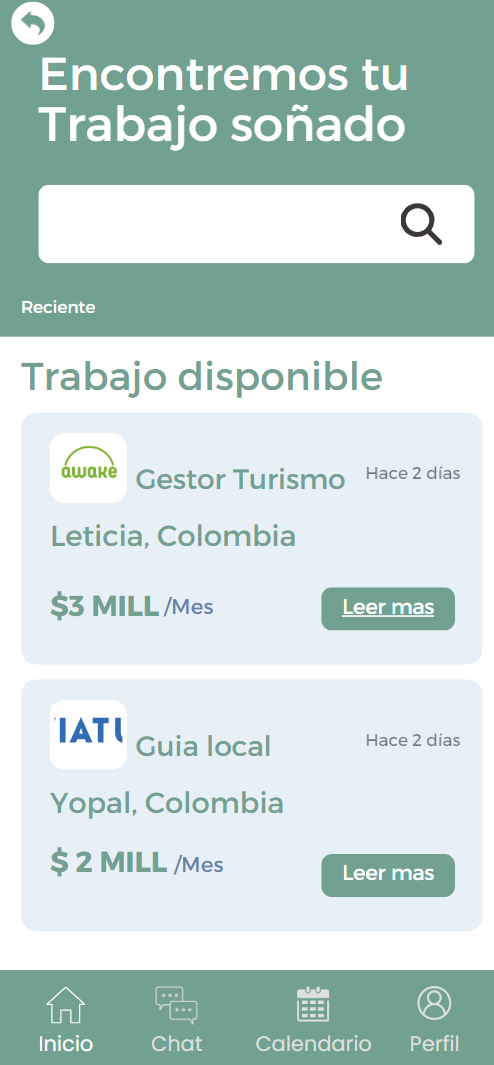 Encontremos tu
Trabajo soñado
Reciente
Trabajo disponible
awake
Gestor Turismo Hace 2 días
Leticia, Colombia
$3 MILL /Mes Leer mas
IATU
Guia local Hace 2 días
Yopal, Colombia
$ 2 MILL /Mes Leer mas
Inicio Chat Calendario Perfil